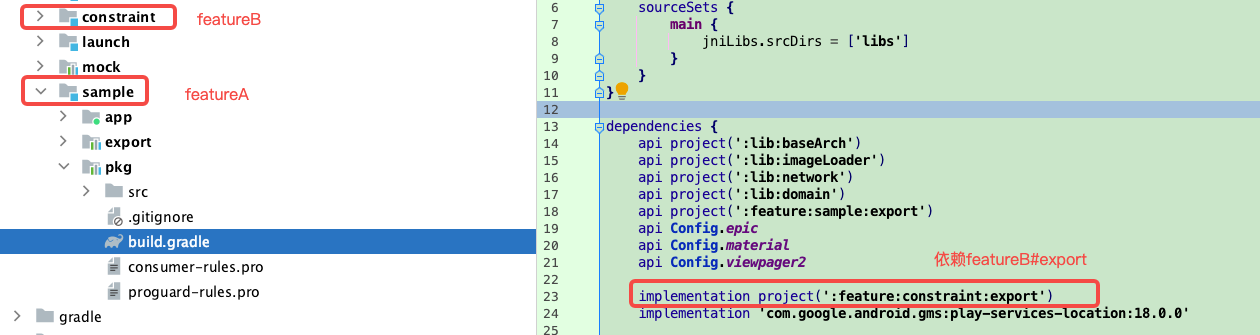 constraint
featureB
launch
mock
sample
featureA
app
export
pkg
src
.gitignore
build.gradle
consumer-rules.pro
proguard-rules.pro
gradle
6 sourceSets {
7 main {
8 jniLibs.srcDirs = ['libs']
9 }
10 }
11 }
12
13 dependencies {
14 api project(':lib:baseArch')
15 api project(':lib:imageLoader')
16 api project(':lib:network')
17 api project(':lib:domain')
18 api project(':feature:sample:export')
19 api Config.epic
20 api Config.material
21 api Config.viewpager2
依赖featureB#export
22
23 implementation project(':feature:constraint:export')
24 implementation 'com.google.android.gms:play-services-location:18.0.0'
25